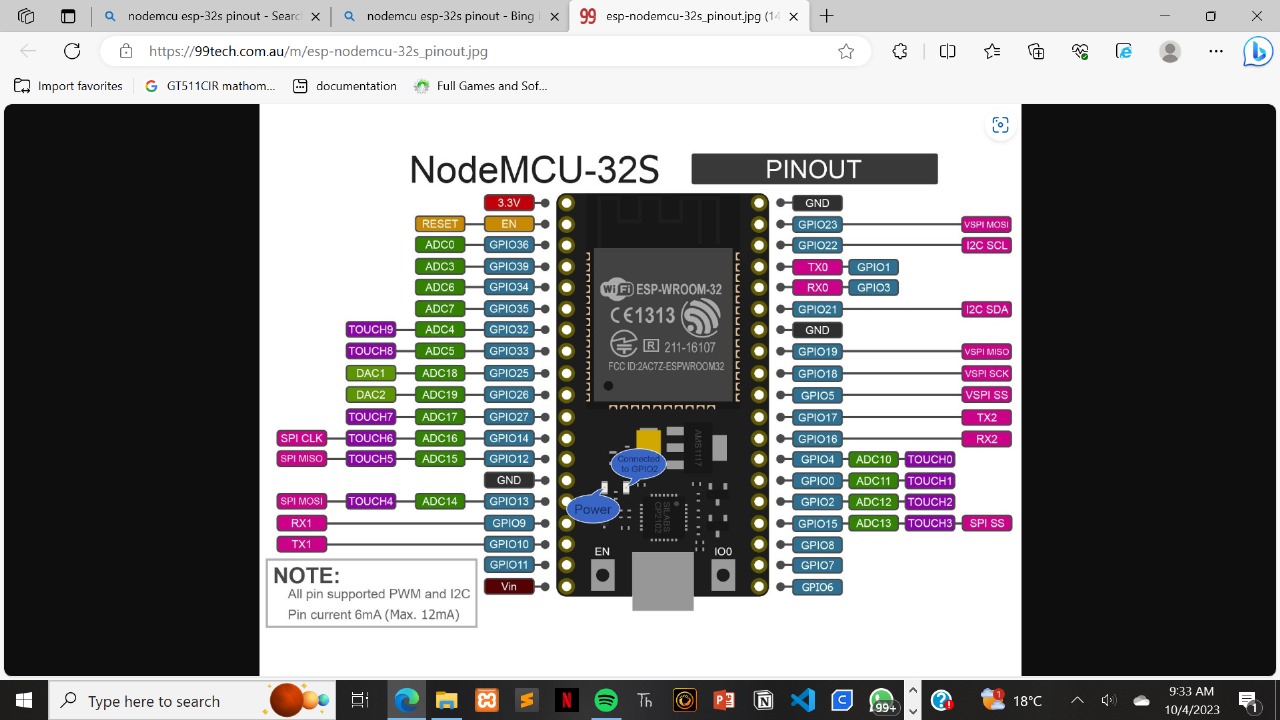 nodemcu-32s pinout - Search
nodemcu-32s pinout - Bing
esp-nodemcu-32s_pinout.jpg (14
https://99tech.com.au/m/esp-nodemcu-32s_pinout.jpg
Import favorites
GT511CIR mathom...
documentation
Full Games and Sof...
NodeMCU-32S PINOUT
3.3V GND
RESET EN GPIO23 VSPI MOSI
ADC0 GPIO36 GPIO22 I2C SCL
ADC3 GPIO39 TX0 GPIO1
ADC6 GPIO34 RX0 GPIO3
ADC7 GPIO35 GPIO21 I2C SDA
TOUCH9 ADC4 GPIO32 GND
TOUCH8 ADC5 GPIO33 GPIO19 VSPI MISO
DAC1 ADC18 GPIO25 GPIO18 VSPI SCK
DAC2 ADC19 GPIO26 GPIO5 VSPI SS
TOUCH7 ADC17 GPIO27 GPIO17 TX2
SPI CLK TOUCH6 ADC16 GPIO14 GPIO16 RX2
SPI MISO TOUCH5 ADC15 GPIO12 GPIO4 ADC10 TOUCH0
GND GPIO0 ADC11 TOUCH1
SPI MOSI TOUCH4 ADC14 GPIO13 GPIO2 ADC12 TOUCH2
RX1 GPIO9 GPIO15 ADC13 TOUCH3 SPI SS
TX1 GPIO10 GPIO8
GPIO11 GPIO7
Vin GPIO6
WiFi ESP-WROOM-32
CE1313
R 211-16107
FCC ID:2AC7Z-ESPWROOM32
AMS1117
Connected
to GPIO2
Power
SILABS
CP2102
EN IO0
NOTE:
All pin supported PWM and I2C
Pin current 6mA (Max. 12mA)
Type here to search
99+
18°C
9:33 AM
10/4/2023